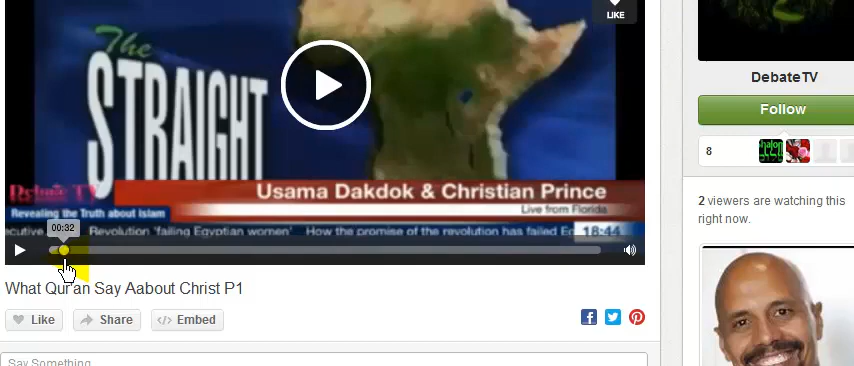 LIKE
The
STRAIGHT
Debate TV
Usama Dakdok & Christian Prince
Live from Florida
Revealing the Truth about Islam
Revolution 'failing Egyptian women' How the promise of the revolution has failed
18:44
00:32
What Qur'an Say Aabout Christ P1
Like
Share
Embed
Say Something
DebateTV
Follow
8
2 viewers are watching this
right now.